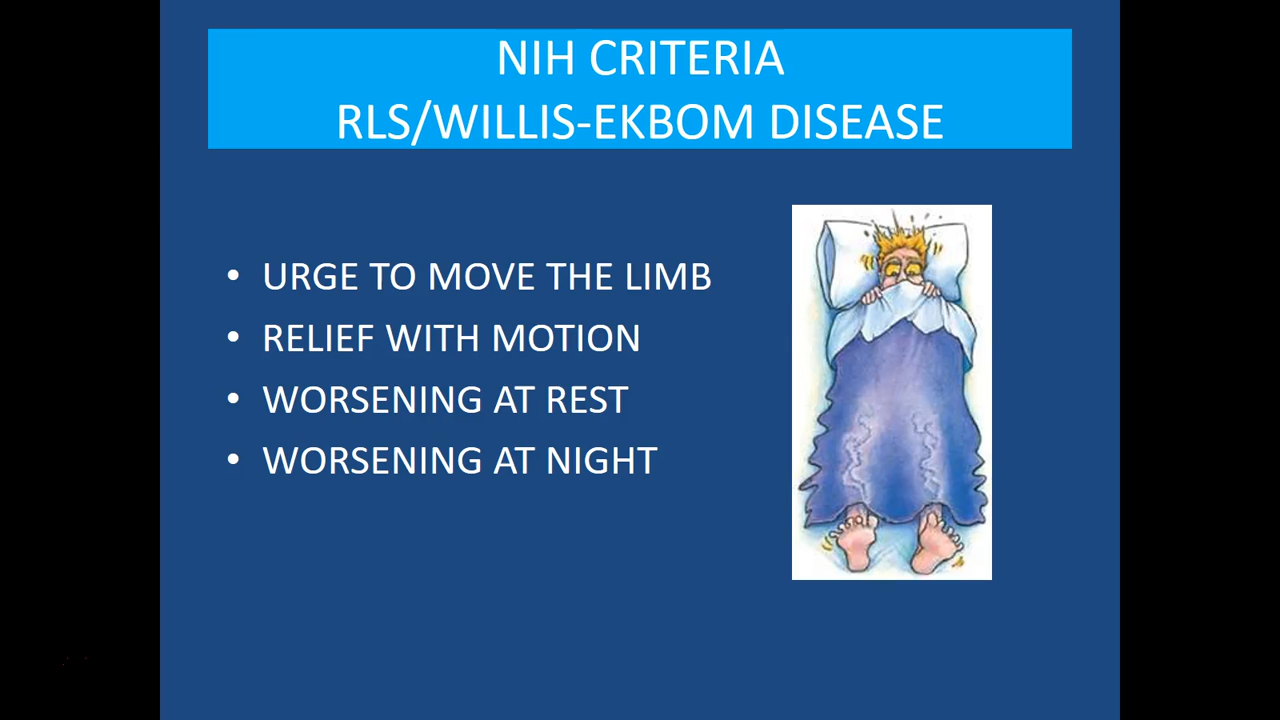 NIH CRITERIA
RLS/WILLIS-EKBOM DISEASE
• URGE TO MOVE THE LIMB
• RELIEF WITH MOTION
• WORSENING AT REST
• WORSENING AT NIGHT